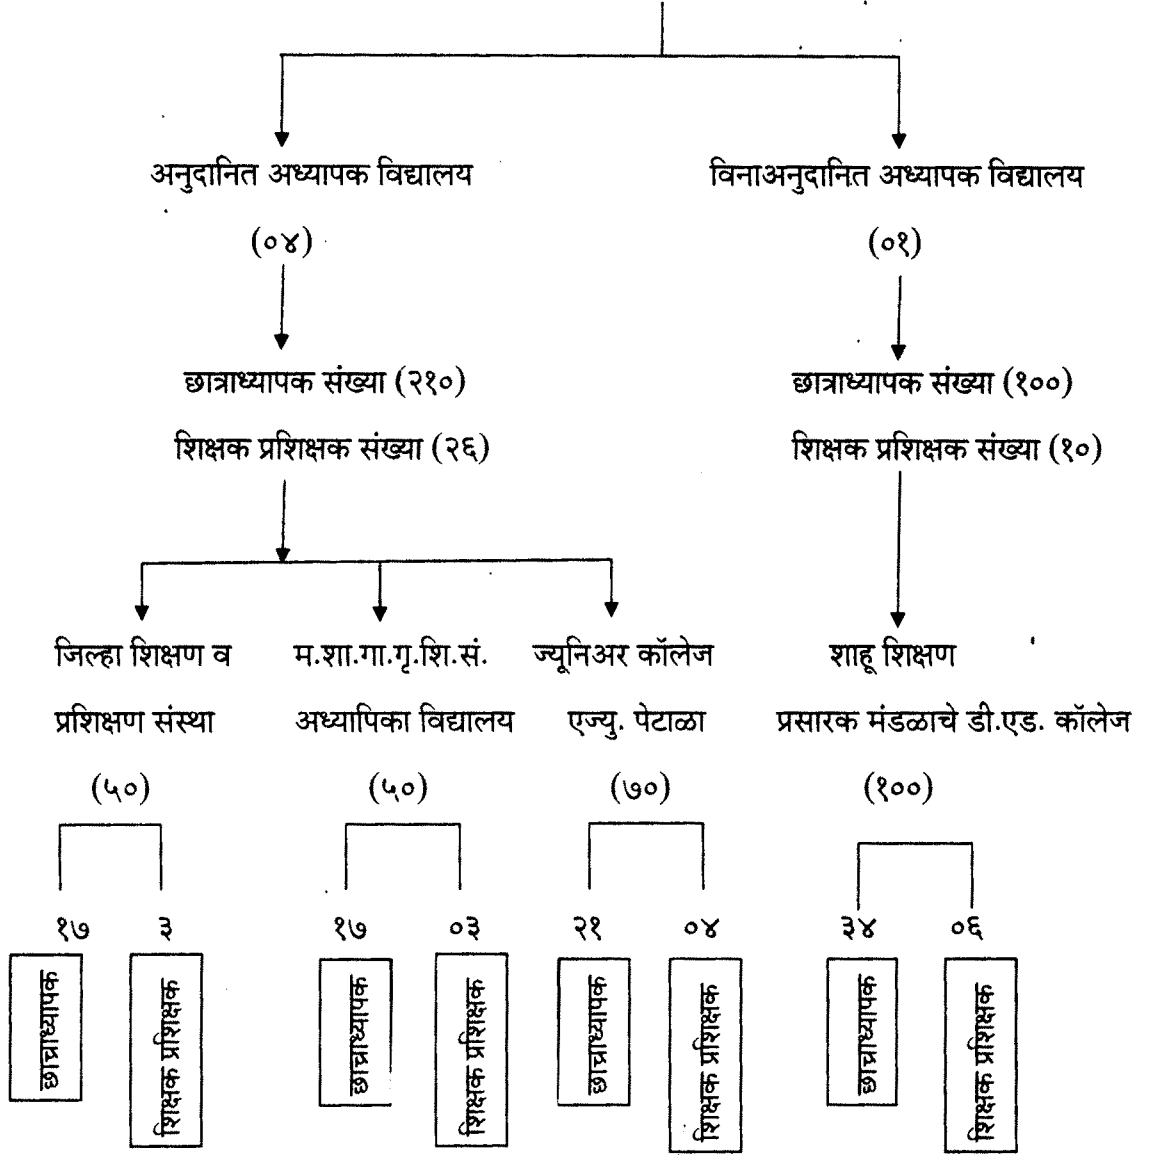 अनुदानित अध्यापक विद्यालय
विनाअनुदानित अध्यापक विद्यालय
(०४)
(०१)
छात्राध्यापक संख्या (२१०)
छात्राध्यापक संख्या (१००)
शिक्षक प्रशिक्षक संख्या (२६)
शिक्षक प्रशिक्षक संख्या (१०)
जिल्हा शिक्षण व
प्रशिक्षण संस्था
(५०)
म.शा.गा.गृ.शि.सं.
अध्यापिका विद्यालय
(५०)
ज्यूनिअर कॉलेज
एज्यु. पेटाळा
(७०)
शाहू शिक्षण
प्रसारक मंडळाचे डी.एड. कॉलेज
(१००)
१७
३
१७
०३
२१
०४
३४
०६
छात्राध्यापक
शिक्षक प्रशिक्षक
छात्राध्यापक
शिक्षक प्रशिक्षक
छात्राध्यापक
शिक्षक प्रशिक्षक
छात्राध्यापक
शिक्षक प्रशिक्षक